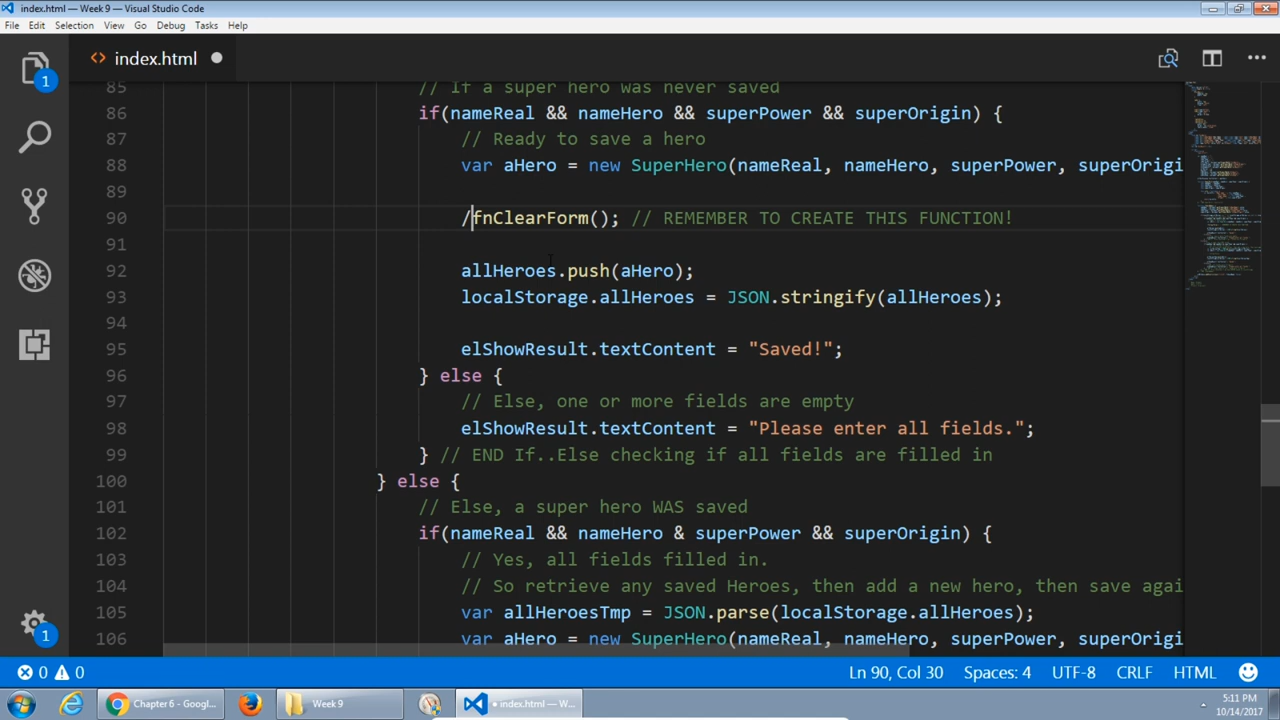 index.html — Week 9 — Visual Studio Code
File Edit Selection View Go Debug Tasks Help
1
<> index.html
85 // If a super hero was never saved
86 if(nameReal && nameHero && superPower && superOrigin) {
87 // Ready to save a hero
88 var aHero = new SuperHero(nameReal, nameHero, superPower, superOrigi
89
90 /fnClearForm(); // REMEMBER TO CREATE THIS FUNCTION!
91
92 allHeroes.push(aHero);
93 localStorage.allHeroes = JSON.stringify(allHeroes);
94
95 elShowResult.textContent = "Saved!";
96 } else {
97 // Else, one or more fields are empty
98 elShowResult.textContent = "Please enter all fields.";
99 } // END If..Else checking if all fields are filled in
100 } else {
101 // Else, a super hero WAS saved
102 if(nameReal && nameHero & superPower && superOrigin) {
103 // Yes, all fields filled in.
104 // So retrieve any saved Heroes, then add a new hero, then save agai
105 var allHeroesTmp = JSON.parse(localStorage.allHeroes);
106 var aHero = new SuperHero(nameReal, nameHero, superPower, superOrigi
1
0 0 Ln 90, Col 30 Spaces: 4 UTF-8 CRLF HTML
Chapter 6 - Googl... Week 9 • index.html — W... 5:11 PM
10/14/2017